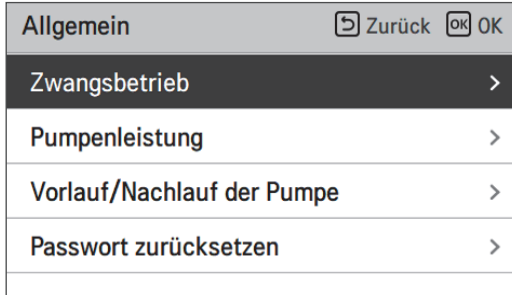 Allgemein Zurück OK OK
Zwangsbetrieb
Pumpenleistung
Vorlauf/Nachlauf der Pumpe
Passwort zurücksetzen